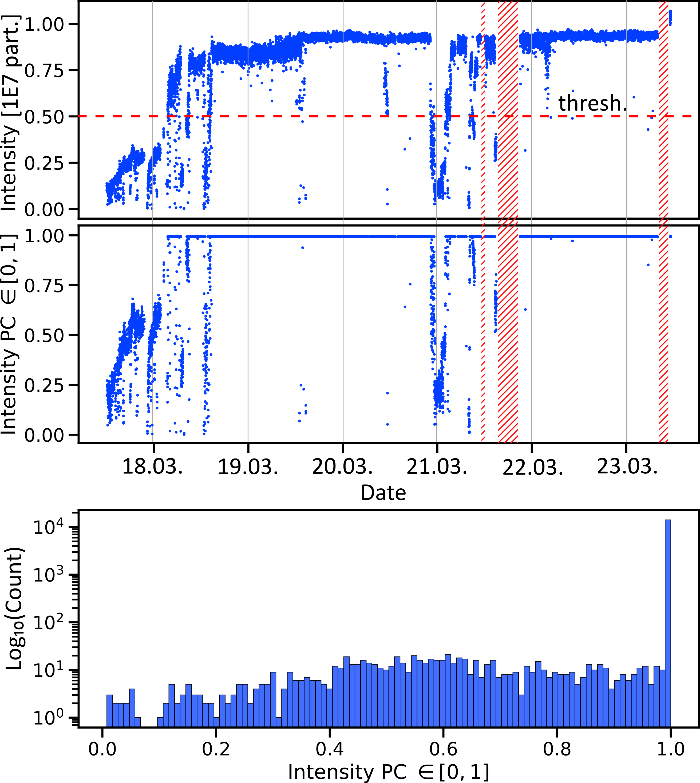 Intensity [1E7 part.]
1.00
0.75
0.50
0.25
0.00
thresh.
Intensity PC ∈ [0, 1]
1.00
0.75
0.50
0.25
0.00
18.03. 19.03. 20.03. 21.03. 22.03. 23.03.
Date
Log₁₀(Count)
10⁴
10³
10²
10¹
10⁰
0.0 0.2 0.4 0.6 0.8 1.0
Intensity PC ∈ [0, 1]